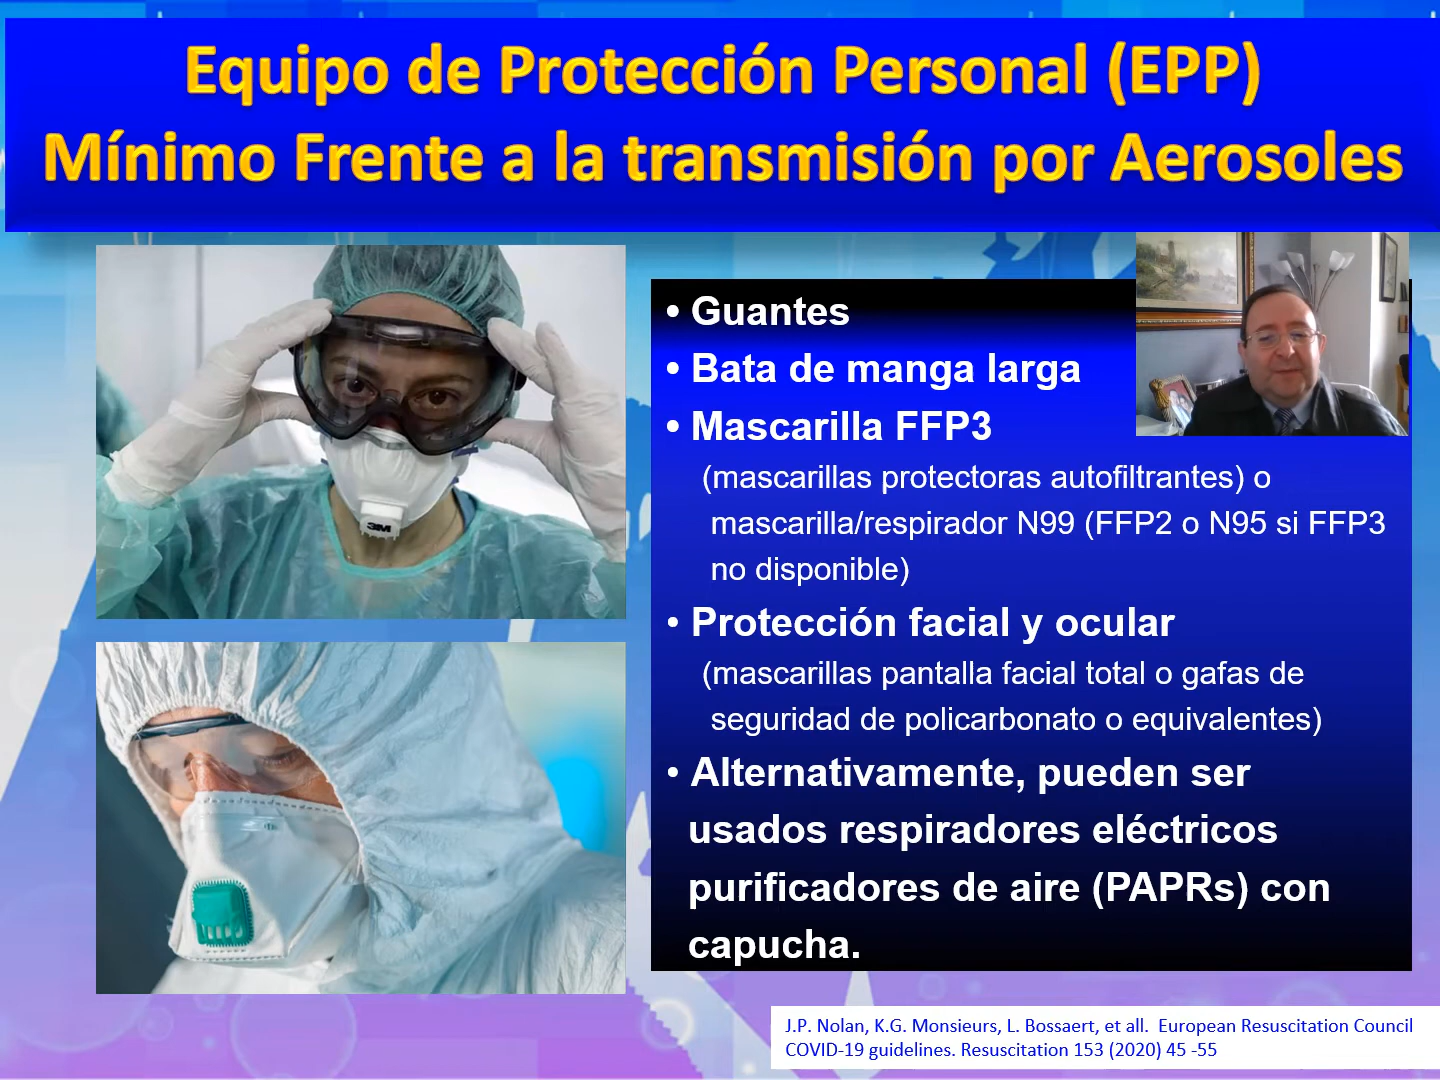 Equipo de Protección Personal (EPP)
Mínimo Frente a la transmisión por Aerosoles
• Guantes
• Bata de manga larga
• Mascarilla FFP3
(mascarillas protectoras autofiltrantes) o
mascarilla/respirador N99 (FFP2 o N95 si FFP3
no disponible)
• Protección facial y ocular
(mascarillas pantalla facial total o gafas de
seguridad de policarbonato o equivalentes)
• Alternativamente, pueden ser
usados respiradores eléctricos
purificadores de aire (PAPRs) con
capucha.
3M
J.P. Nolan, K.G. Monsieurs, L. Bossaert, et all. European Resuscitation Council
COVID-19 guidelines. Resuscitation 153 (2020) 45 -55